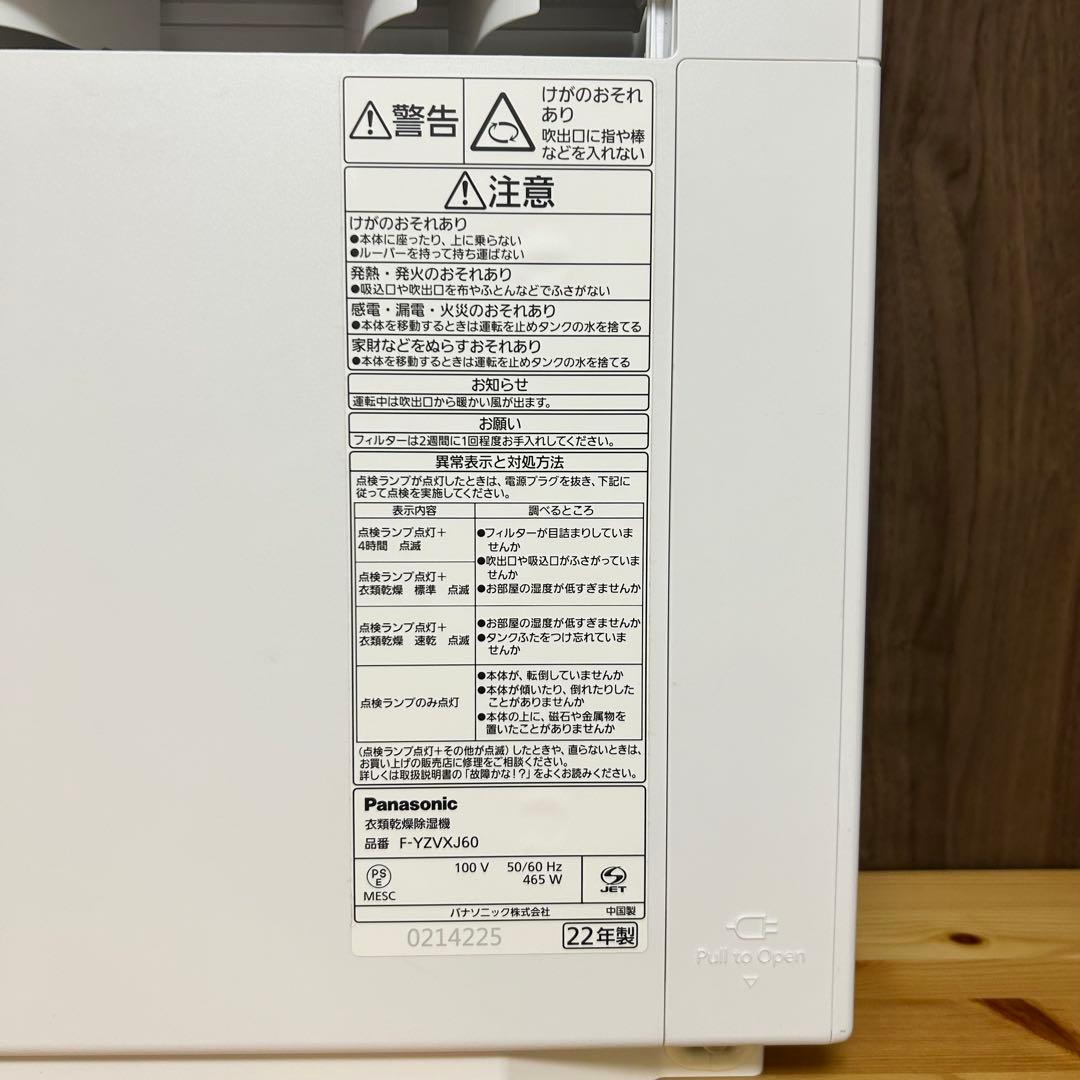 警告
けがのおそれ
あり
吹出口に指や棒
などを入れない
注意
けがのおそれあり
●本体に座ったり、上に乗らない
●ルーバーを持って持ち運ばない
発熱・発火のおそれあり
●吸込口や吹出口を布やふとんなどでふさがない
感電・漏電・火災のおそれあり
●本体を移動するときは運転を止めタンクの水を捨てる
家財などをぬらすおそれあり
●本体を移動するときは運転を止めタンクの水を捨てる
お知らせ
運転中は吹出口から暖かい風が出ます。
お願い
フィルターは2週間に1回程度お手入れしてください。
異常表示と対処方法
点検ランプが点灯したときは、電源プラグを抜き、下記に
従って点検を実施してください。
表示内容 調べるところ
点検ランプ点灯＋
4時間 点滅
点検ランプ点灯＋
衣類乾燥 標準 点滅
●フィルターが目詰まりしていま
せんか
●吹出口や吸込口がふさがっていま
せんか
●お部屋の湿度が低すぎませんか
点検ランプ点灯＋
衣類乾燥 速乾 点滅
●お部屋の湿度が低すぎませんか
●タンクふたをつけ忘れていま
せんか
点検ランプのみ点灯
●本体が、転倒していませんか
●本体が傾いたり、倒れたりした
ことがありませんか
●本体の上に、磁石や金属物を
置いたことがありませんか
(点検ランプ点灯＋その他が点滅)したときや、直らないときは、
お買い上げの販売店に修理をご相談ください。
詳しくは取扱説明書の「故障かな!?」をよくお読みください。
Panasonic
衣類乾燥除湿機
品番 F-YZVXJ60
PS
E
MESC
100 V 50/60 Hz
465 W
JET
パナソニック株式会社 中国製
0214225
22年製
Pull to Open